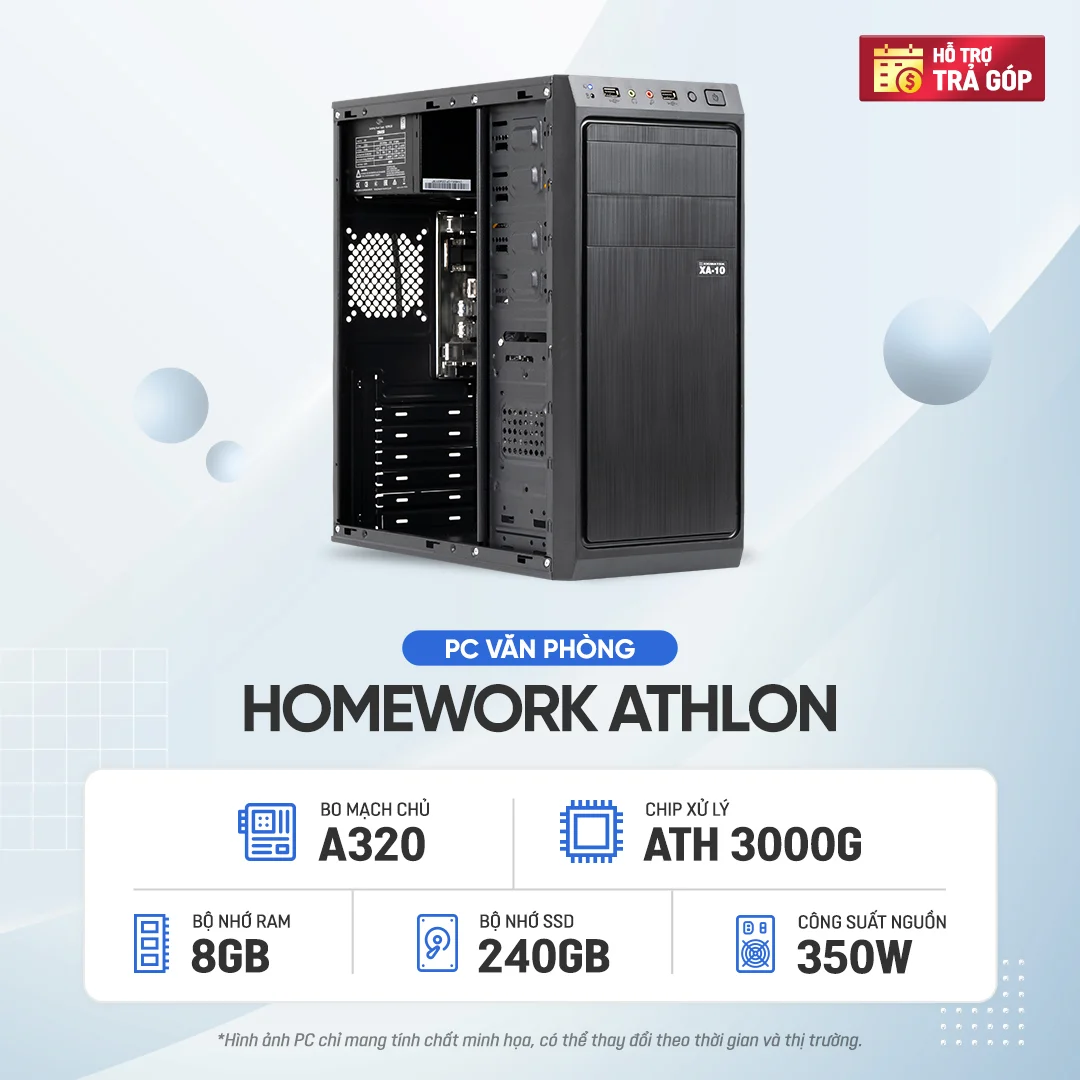 HỖ TRỢ
TRẢ GÓP
XA-10
PC VĂN PHÒNG
HOMEWORK ATHLON
BO MẠCH CHỦ
A320
CHIP XỬ LÝ
ATH 3000G
BỘ NHỚ RAM
8GB
BỘ NHỚ SSD
240GB
CÔNG SUẤT NGUỒN
350W
*Hình ảnh PC chỉ mang tính chất minh họa, có thể thay đổi theo thời gian và thị trường.